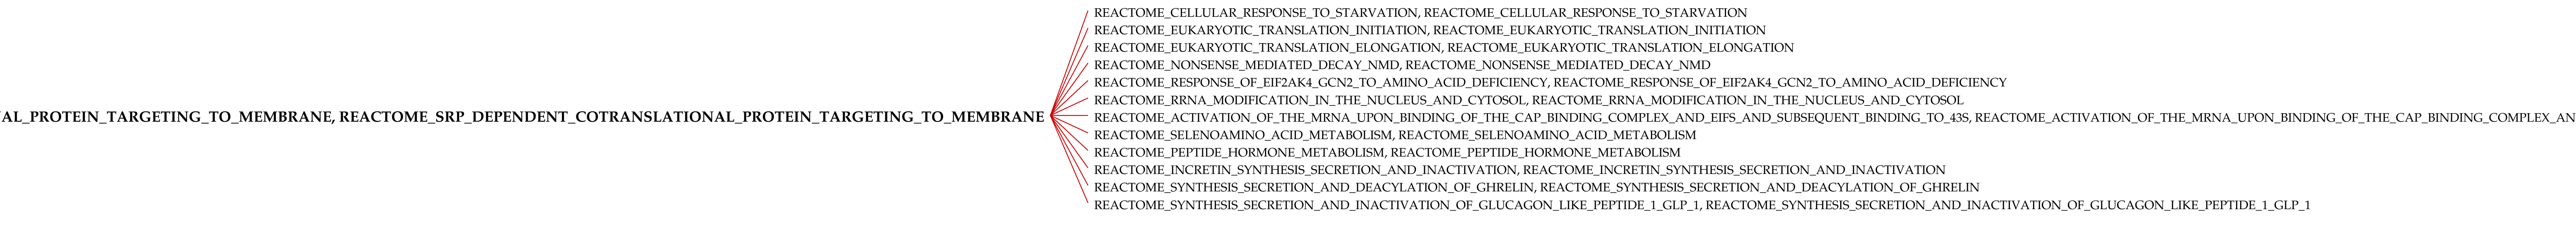 REACTOME_CELLULAR_RESPONSE_TO_STARVATION, REACTOME_CELLULAR_RESPONSE_TO_STARVATION
REACTOME_EUKARYOTIC_TRANSLATION_INITIATION, REACTOME_EUKARYOTIC_TRANSLATION_INITIATION
REACTOME_EUKARYOTIC_TRANSLATION_ELONGATION, REACTOME_EUKARYOTIC_TRANSLATION_ELONGATION
REACTOME_NONSENSE_MEDIATED_DECAY_NMD, REACTOME_NONSENSE_MEDIATED_DECAY_NMD
REACTOME_RESPONSE_OF_EIF2AK4_GCN2_TO_AMINO_ACID_DEFICIENCY, REACTOME_RESPONSE_OF_EIF2AK4_GCN2_TO_AMINO_ACID_DEFICIENCY
REACTOME_RRNA_MODIFICATION_IN_THE_NUCLEUS_AND_CYTOSOL, REACTOME_RRNA_MODIFICATION_IN_THE_NUCLEUS_AND_CYTOSOL
AL_PROTEIN_TARGETING_TO_MEMBRANE, REACTOME_SRP_DEPENDENT_COTRANSLATIONAL_PROTEIN_TARGETING_TO_MEMBRANE
REACTOME_ACTIVATION_OF_THE_MRNA_UPON_BINDING_OF_THE_CAP_BINDING_COMPLEX_AND_EIFS_AND_SUBSEQUENT_BINDING_TO_43S, REACTOME_ACTIVATION_OF_THE_MRNA_UPON_BINDING_OF_THE_CAP_BINDING_COMPLEX_AN
REACTOME_SELENOAMINO_ACID_METABOLISM, REACTOME_SELENOAMINO_ACID_METABOLISM
REACTOME_PEPTIDE_HORMONE_METABOLISM, REACTOME_PEPTIDE_HORMONE_METABOLISM
REACTOME_INCRETIN_SYNTHESIS_SECRETION_AND_INACTIVATION, REACTOME_INCRETIN_SYNTHESIS_SECRETION_AND_INACTIVATION
REACTOME_SYNTHESIS_SECRETION_AND_DEACYLATION_OF_GHRELIN, REACTOME_SYNTHESIS_SECRETION_AND_DEACYLATION_OF_GHRELIN
REACTOME_SYNTHESIS_SECRETION_AND_INACTIVATION_OF_GLUCAGON_LIKE_PEPTIDE_1_GLP_1, REACTOME_SYNTHESIS_SECRETION_AND_INACTIVATION_OF_GLUCAGON_LIKE_PEPTIDE_1_GLP_1